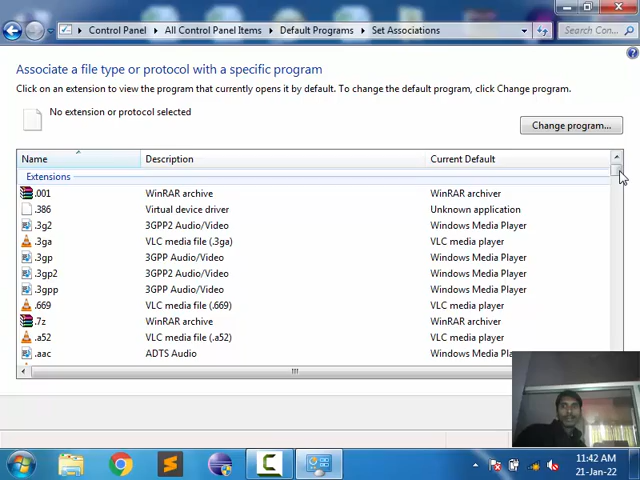 Control Panel All Control Panel Items Default Programs Set Associations Search Con...
Associate a file type or protocol with a specific program
Click on an extension to view the program that currently opens it by default. To change the default program, click Change program.
No extension or protocol selected
Change program...
Name Description Current Default
Extensions
.001 WinRAR archive WinRAR archiver
.386 Virtual device driver Unknown application
.3g2 3GPP2 Audio/Video Windows Media Player
.3ga VLC media file (.3ga) VLC media player
.3gp 3GPP Audio/Video Windows Media Player
.3gp2 3GPP2 Audio/Video Windows Media Player
.3gpp 3GPP Audio/Video Windows Media Player
.669 VLC media file (.669) VLC media player
.7z WinRAR archive WinRAR archiver
.a52 VLC media file (.a52) VLC media player
.aac ADTS Audio Windows Media Pla
11:42 AM
21-Jan-22